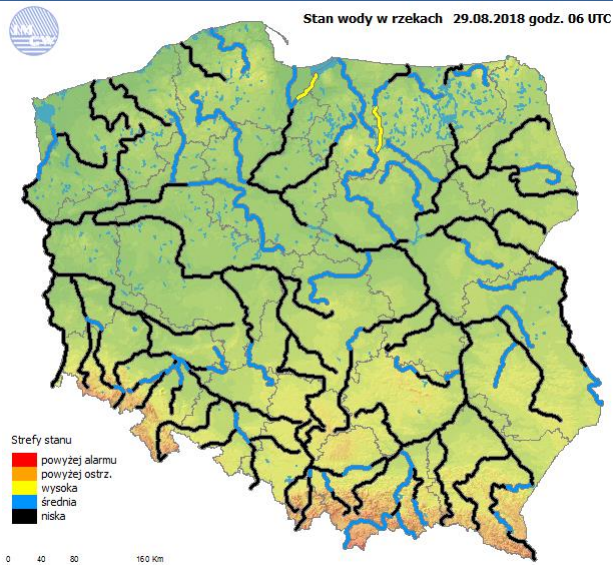 Stan wody w rzekach 29.08.2018 godz. 06 UTC
Strefy stanu
powyżej alarmu
powyżej ostrz.
wysoka
średnia
niska
0 40 80 160 Km